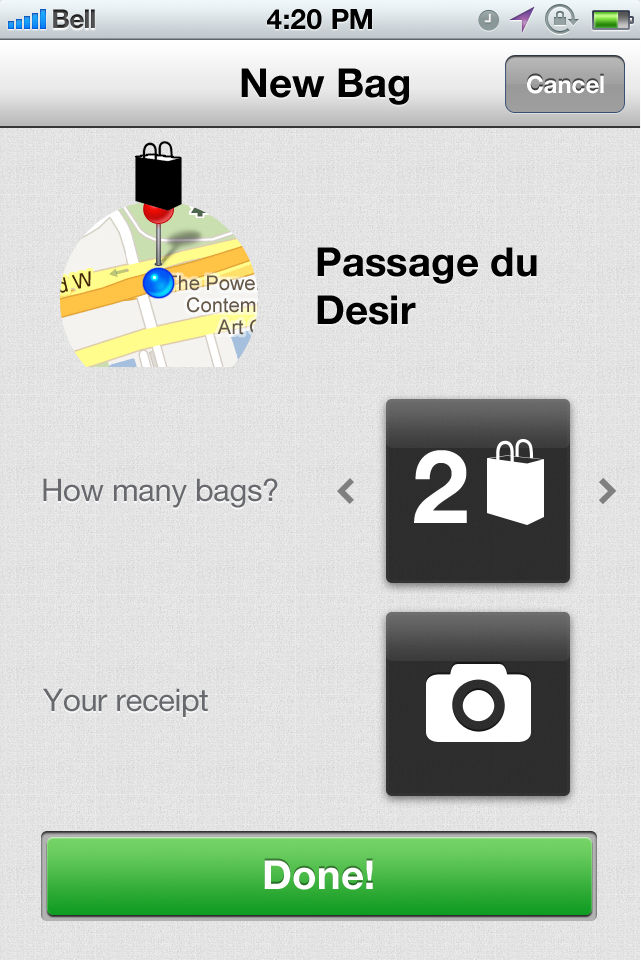 Bell 4:20 PM
New Bag
Cancel
d W
The Powe
Contem
Art
Passage du
Desir
How many bags?
2
Your receipt
Done!